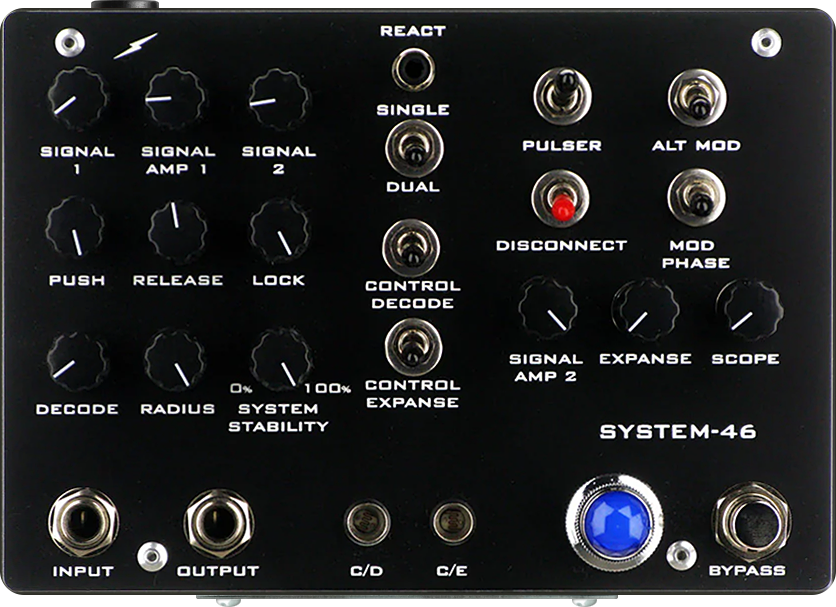 REACT
SINGLE
DUAL
SIGNAL
1
SIGNAL
AMP 1
SIGNAL
2
PULSER
ALT MOD
PUSH
RELEASE
LOCK
CONTROL
DECODE
DISCONNECT
MOD
PHASE
DECODE
RADIUS
0%
100%
SYSTEM
STABILITY
CONTROL
EXPANSE
SIGNAL
AMP 2
EXPANSE
SCOPE
SYSTEM-46
INPUT
OUTPUT
C/D
C/E
BYPASS